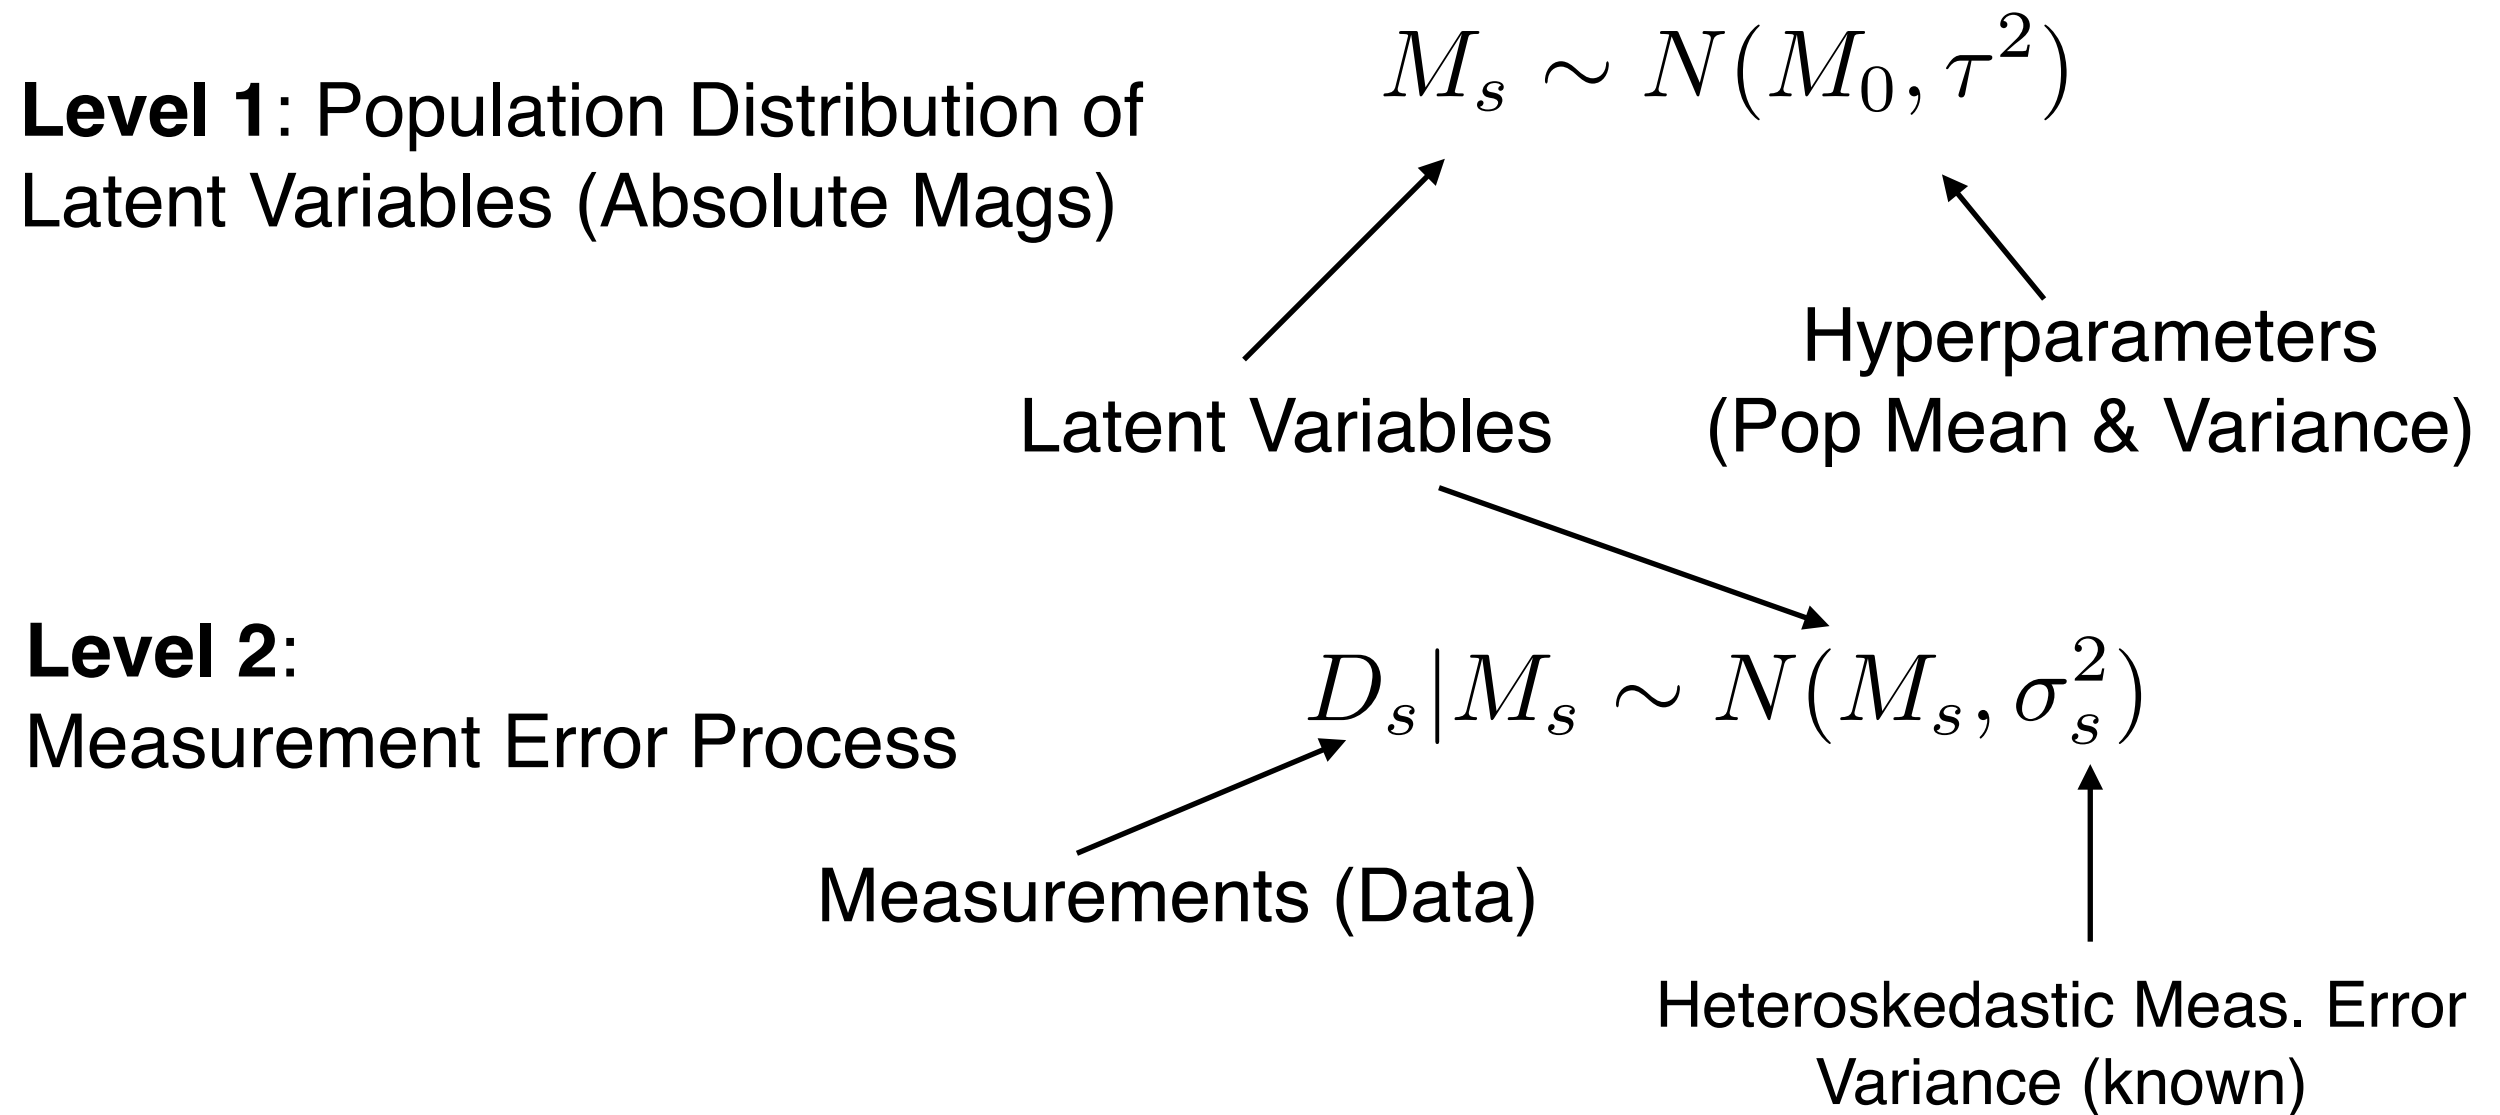 Level 1: Population Distribution of
Latent Variables (Absolute Mags)
M_s ∼ N(M_0, τ^2)
Hyperparameters
(Pop Mean & Variance)
Latent Variables
Level 2:
Measurement Error Process
D_s|M_s ∼ N(M_s, σ_s^2)
Measurements (Data)
Heteroskedastic Meas. Error
Variance (known)